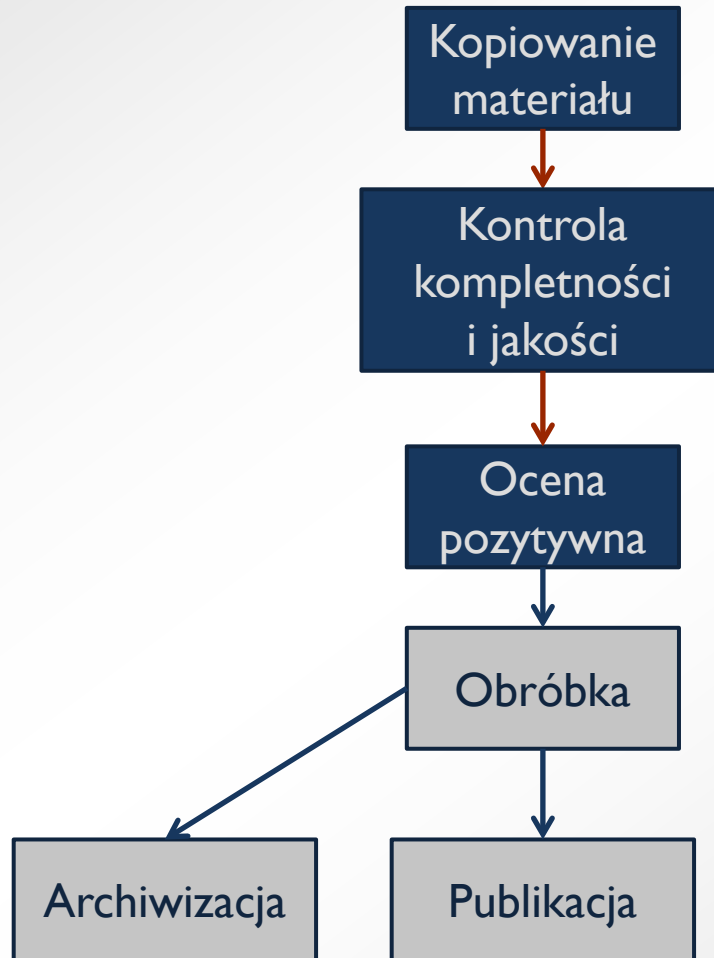 Kopiowanie
materiału
Kontrola
kompletności
i jakości
Ocena
pozytywna
Obróbka
Archiwizacja
Publikacja